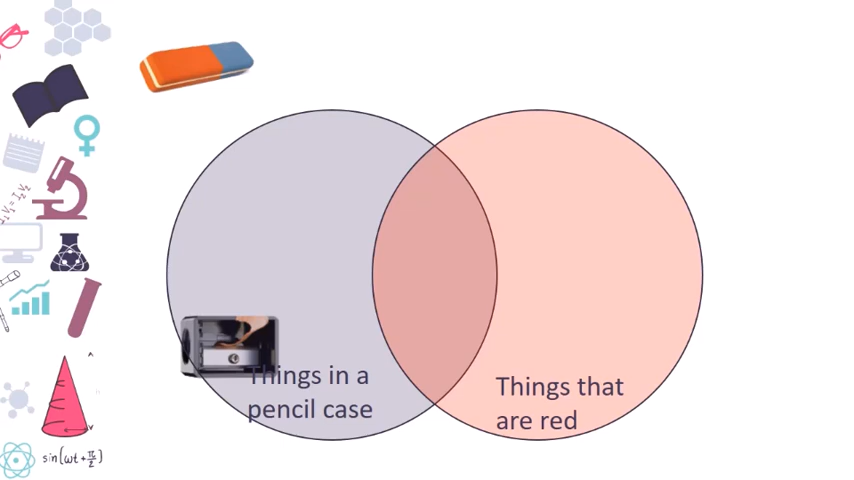 Things in a
pencil case
Things that
are red
sin(ωt+π/2)